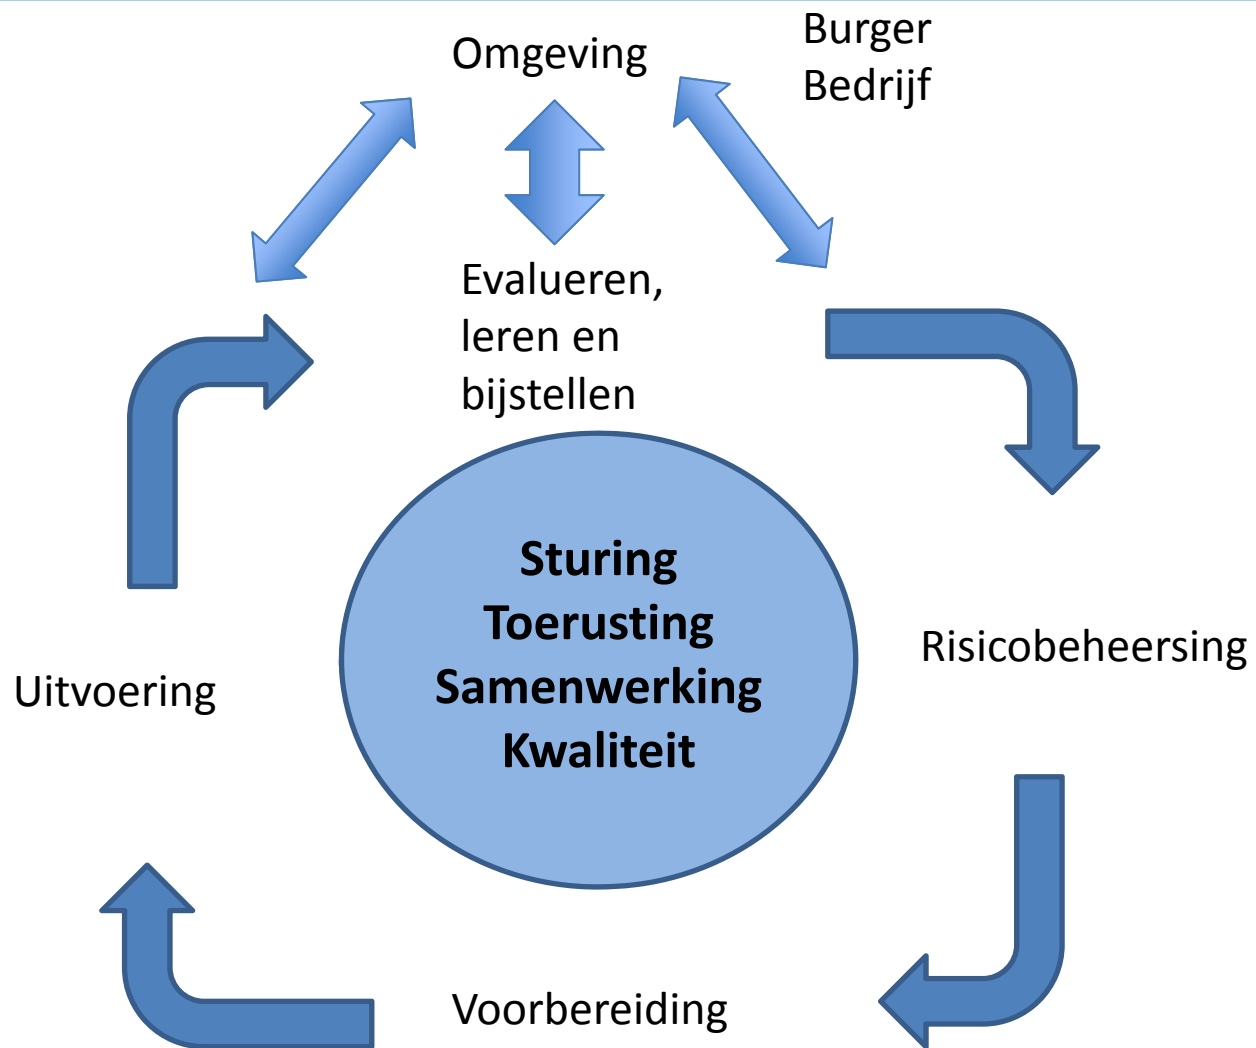 Omgeving
Burger
Bedrijf
Evalueren,
leren en
bijstellen
Sturing
Toerusting
Samenwerking
Kwaliteit
Risicobeheersing
Uitvoering
Voorbereiding